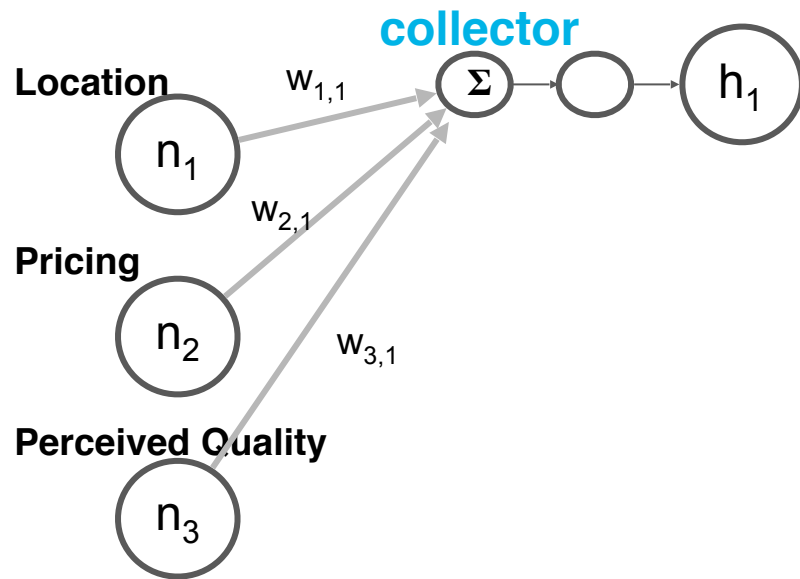 collector
Location
w1,1
Σ
h1
n1
w2,1
Pricing
n2
w3,1
Perceived Quality
n3